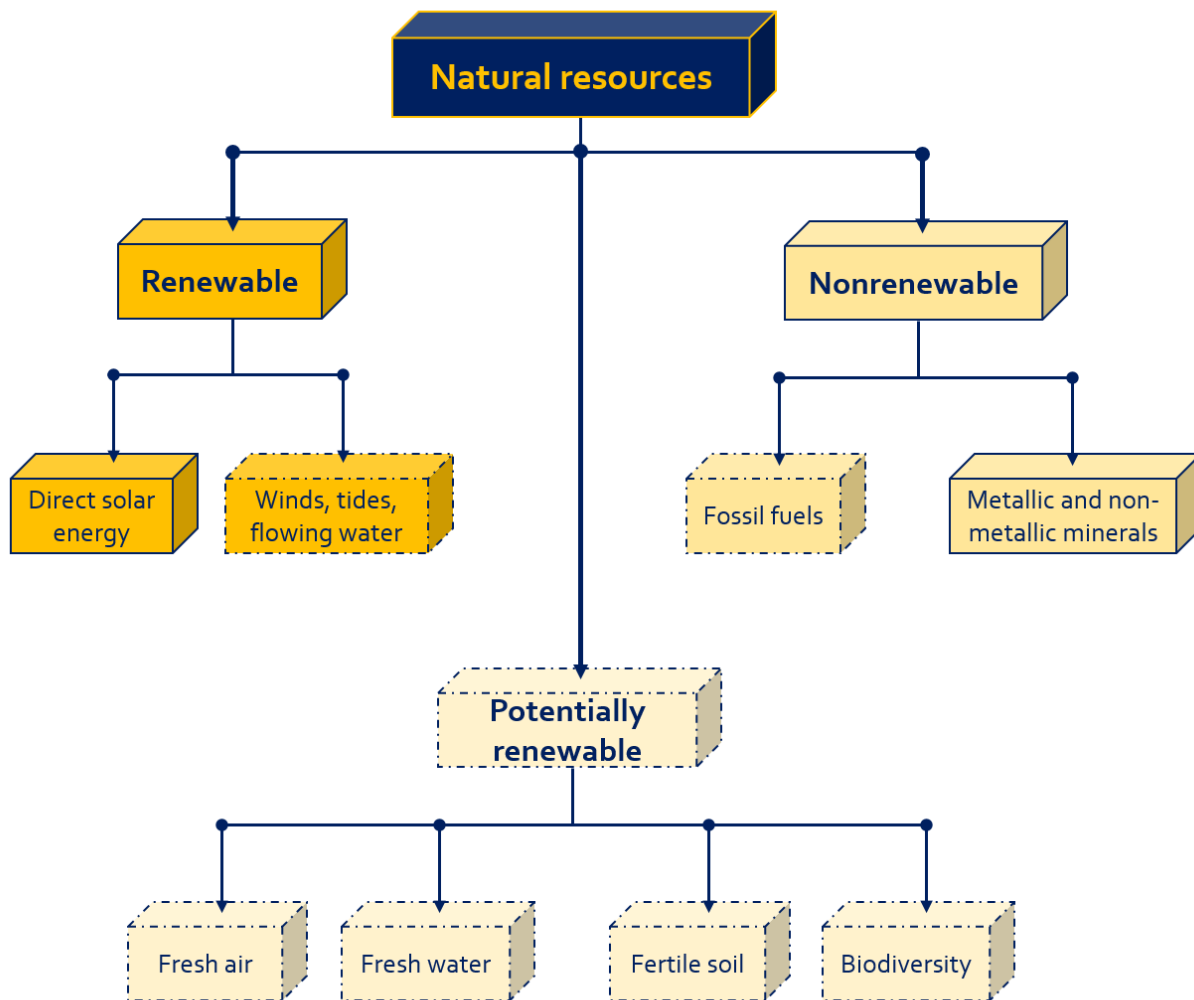 Natural resources
Renewable
Nonrenewable
Direct solar
energy
Winds, tides,
flowing water
Fossil fuels
Metallic and non-
metallic minerals
Potentially
renewable
Fresh air
Fresh water
Fertile soil
Biodiversity